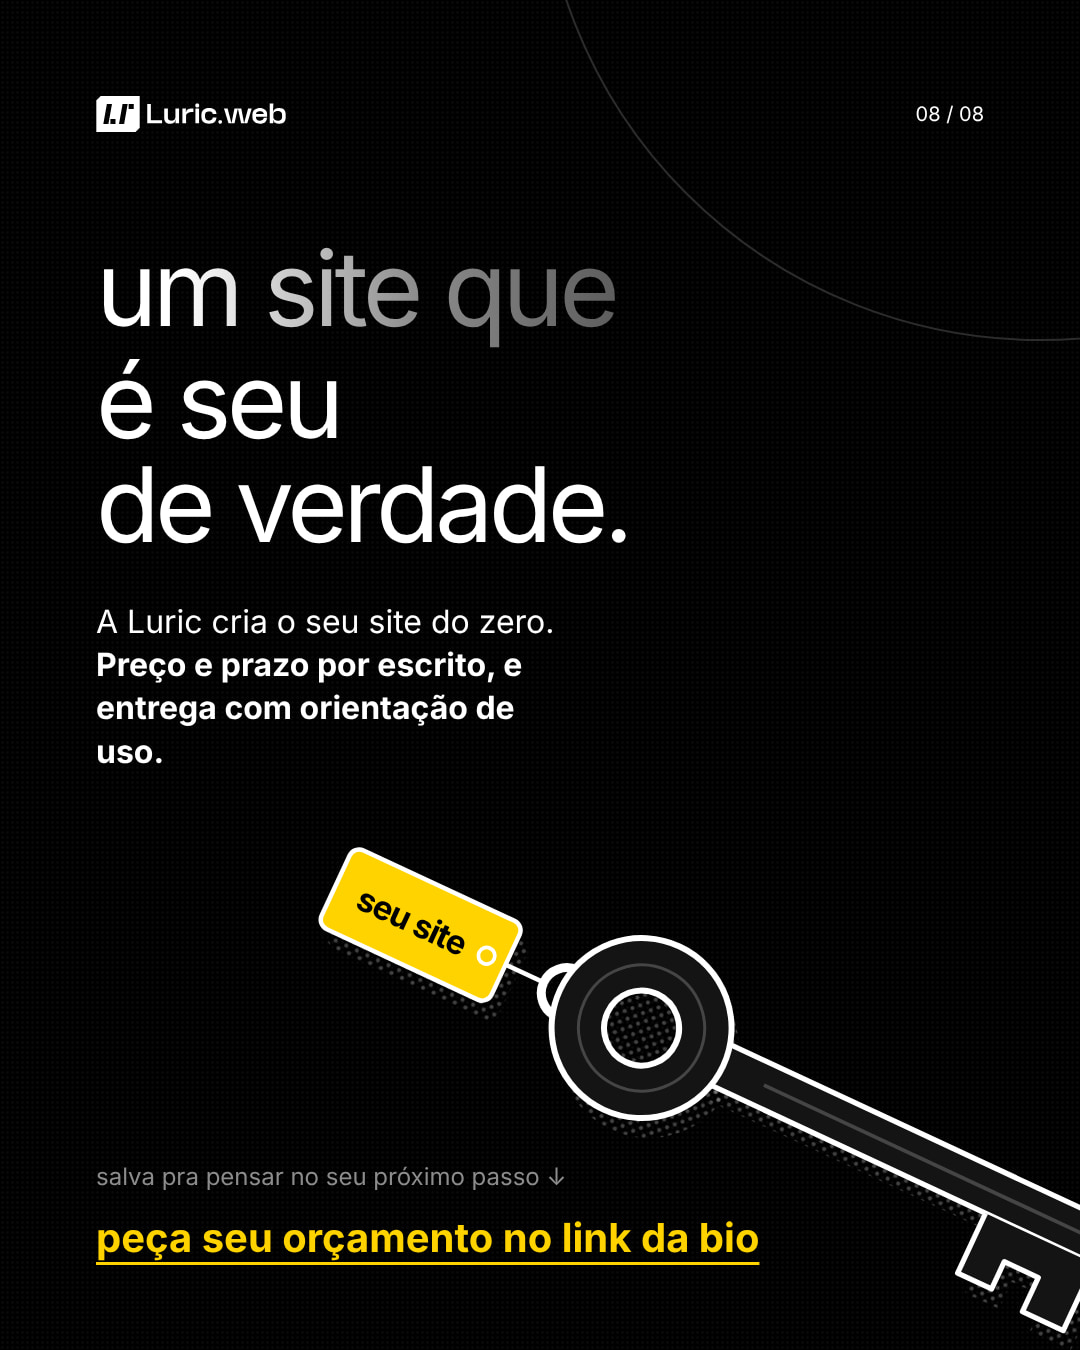 Lr Luric.web
08 / 08
um site que
é seu
de verdade.
A Luric cria o seu site do zero.
Preço e prazo por escrito, e
entrega com orientação de
uso.
seu site
salva pra pensar no seu próximo passo ↓
peça seu orçamento no link da bio